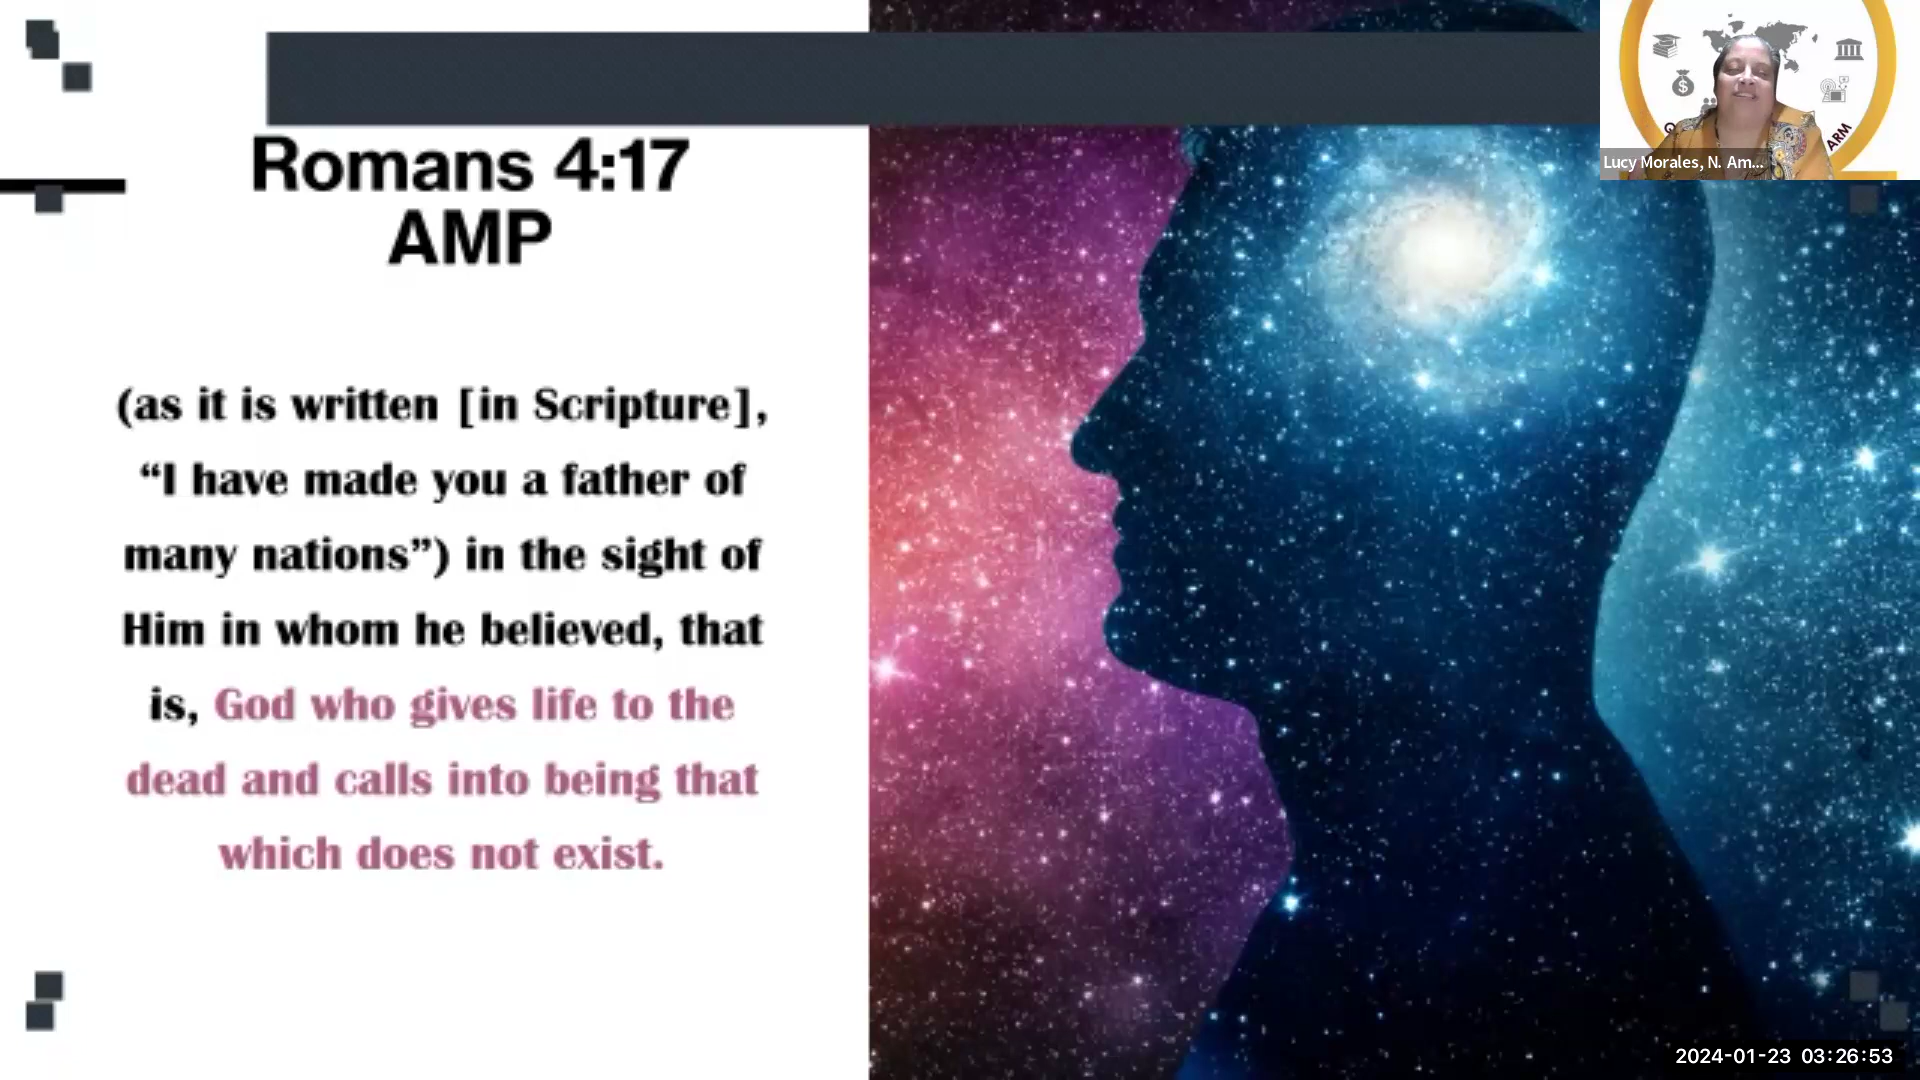 Romans 4:17
AMP
(as it is written [in Scripture],
“I have made you a father of
many nations”) in the sight of
Him in whom he believed, that
is, God who gives life to the
dead and calls into being that
which does not exist.
$
ARM
Lucy Morales, N. Am...
2024-01-23 03:26:53